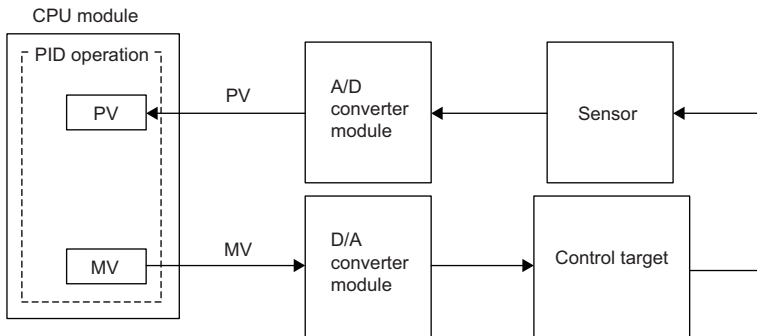 CPU module
PID operation
PV
PV
A/D
converter
module
Sensor
MV
MV
D/A
converter
module
Control target